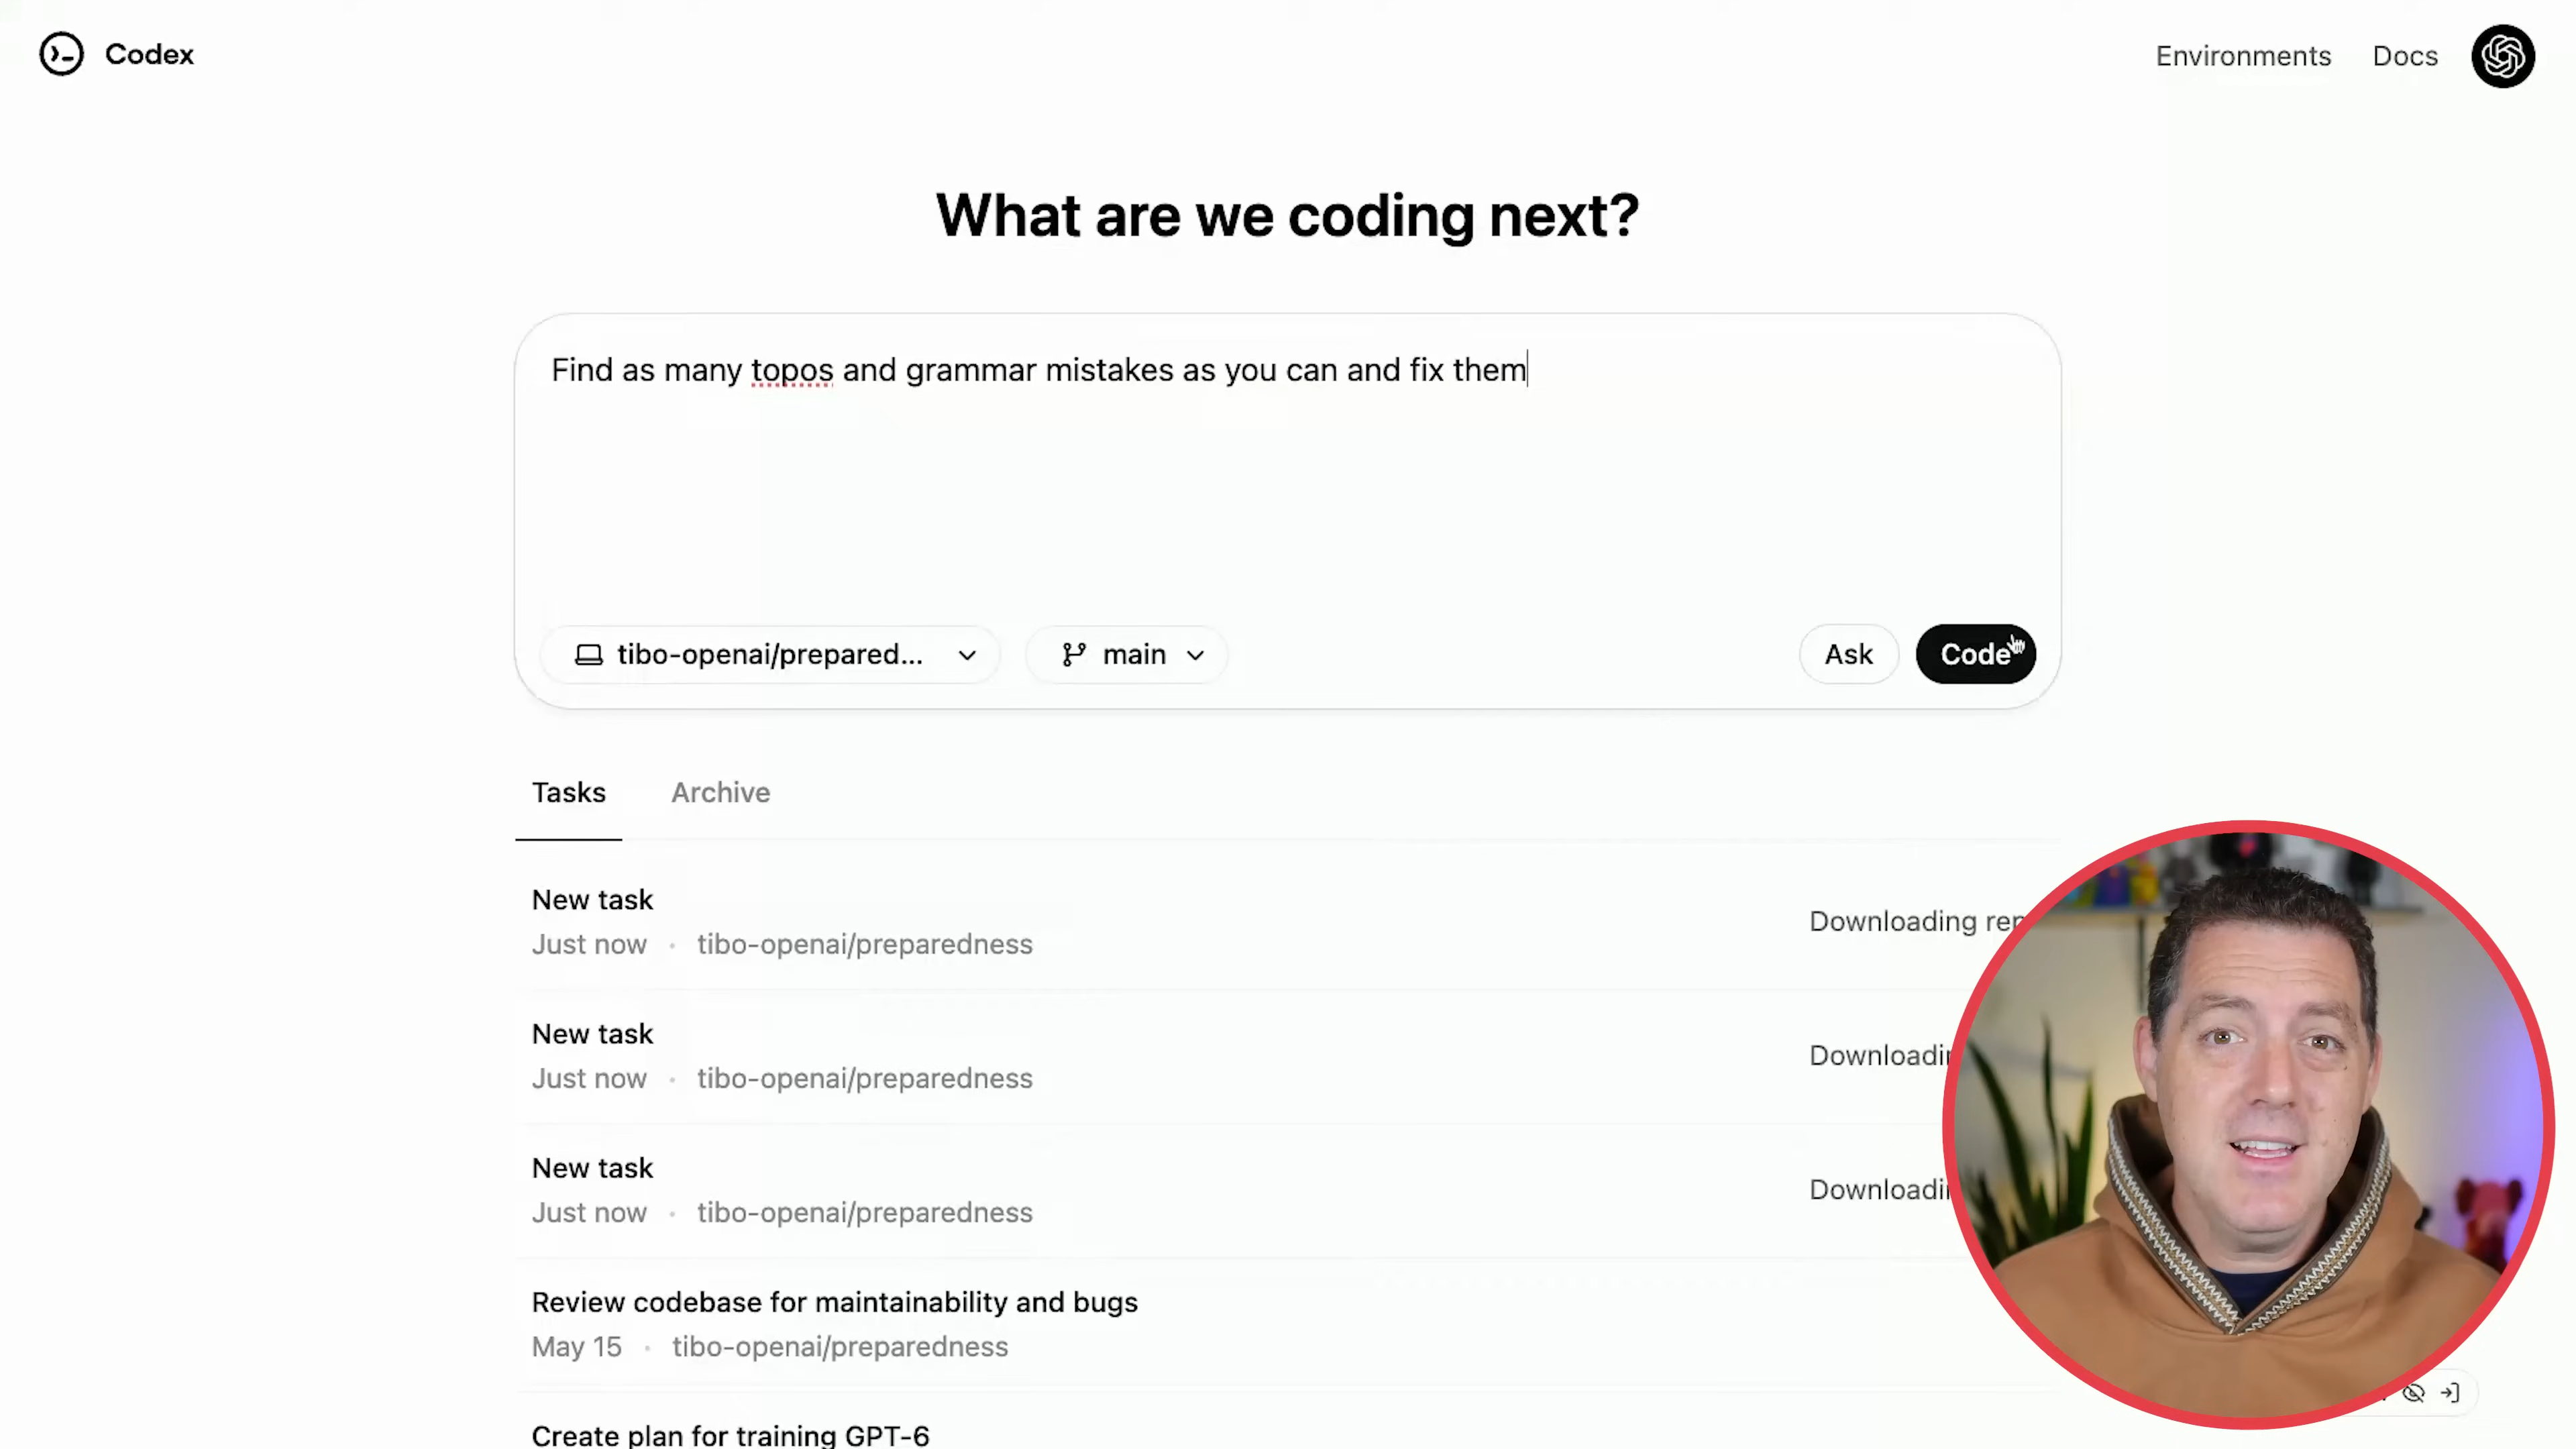 Codex
Environments
Docs
What are we coding next?
Find as many topos and grammar mistakes as you can and fix them
tibo-openai/prepared...
main
Ask
Code
Tasks
Archive
New task
Downloading
Just now · tibo-openai/preparedness
New task
Just now · tibo-openai/preparedness
New task
Just now · tibo-openai/preparedness
Review codebase for maintainability and bugs
May 15 · tibo-openai/preparedness
Create plan for training GPT-6